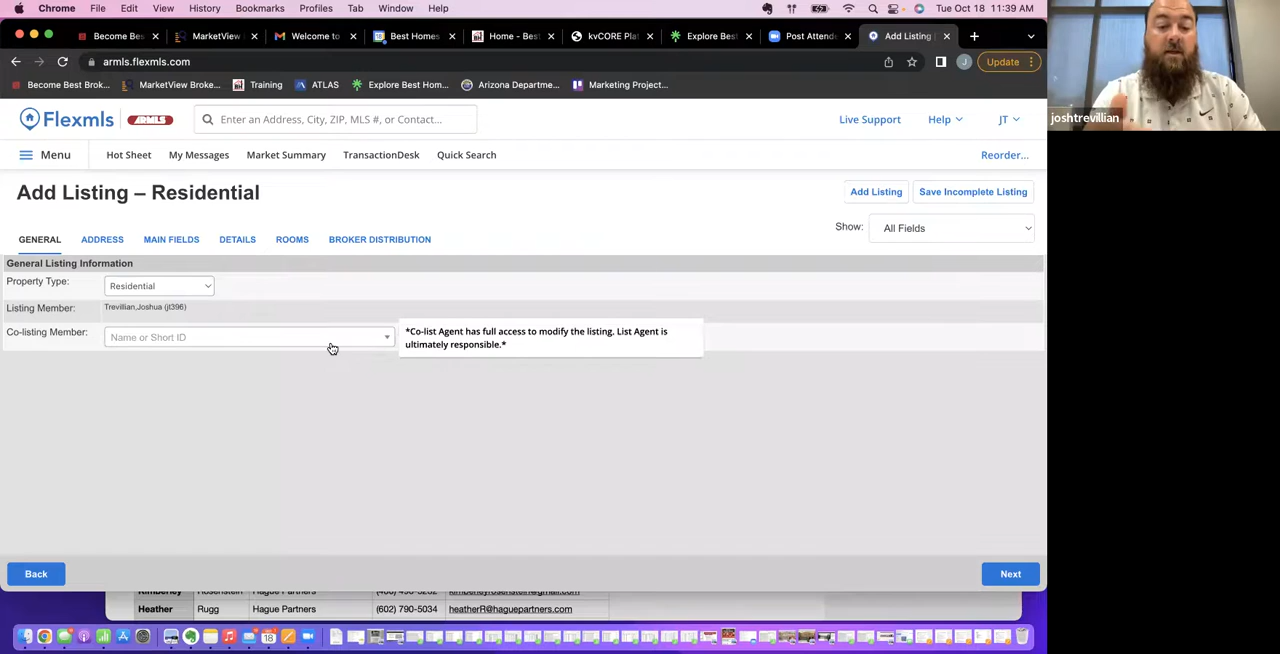 Chrome File Edit View History Bookmarks Profiles Tab Window Help Tue Oct 18 11:39 AM
Become Bes MarketView Welcome to Best Homes Home - Best kvCORE Pla Explore Best Post Attende Add Listing
armls.flexmls.com Update
Become Best Brok... MarketView Broke... Training ATLAS Explore Best Hom... Arizona Departme... Marketing Project...
Flexmls ARMLS Enter an Address, City, ZIP, MLS #, or Contact... Live Support Help JT
Menu Hot Sheet My Messages Market Summary TransactionDesk Quick Search Reorder...
Add Listing – Residential Add Listing Save Incomplete Listing
Show: All Fields
GENERAL ADDRESS MAIN FIELDS DETAILS ROOMS BROKER DISTRIBUTION
General Listing Information
Property Type: Residential
Listing Member: Trevillian,Joshua (jt396)
Co-listing Member: Name or Short ID
*Co-list Agent has full access to modify the listing. List Agent is
ultimately responsible.*
Back Next
Heather Rugg Hague Partners (602) 790-5034 heatherR@haguepartners.com
joshtrevillian